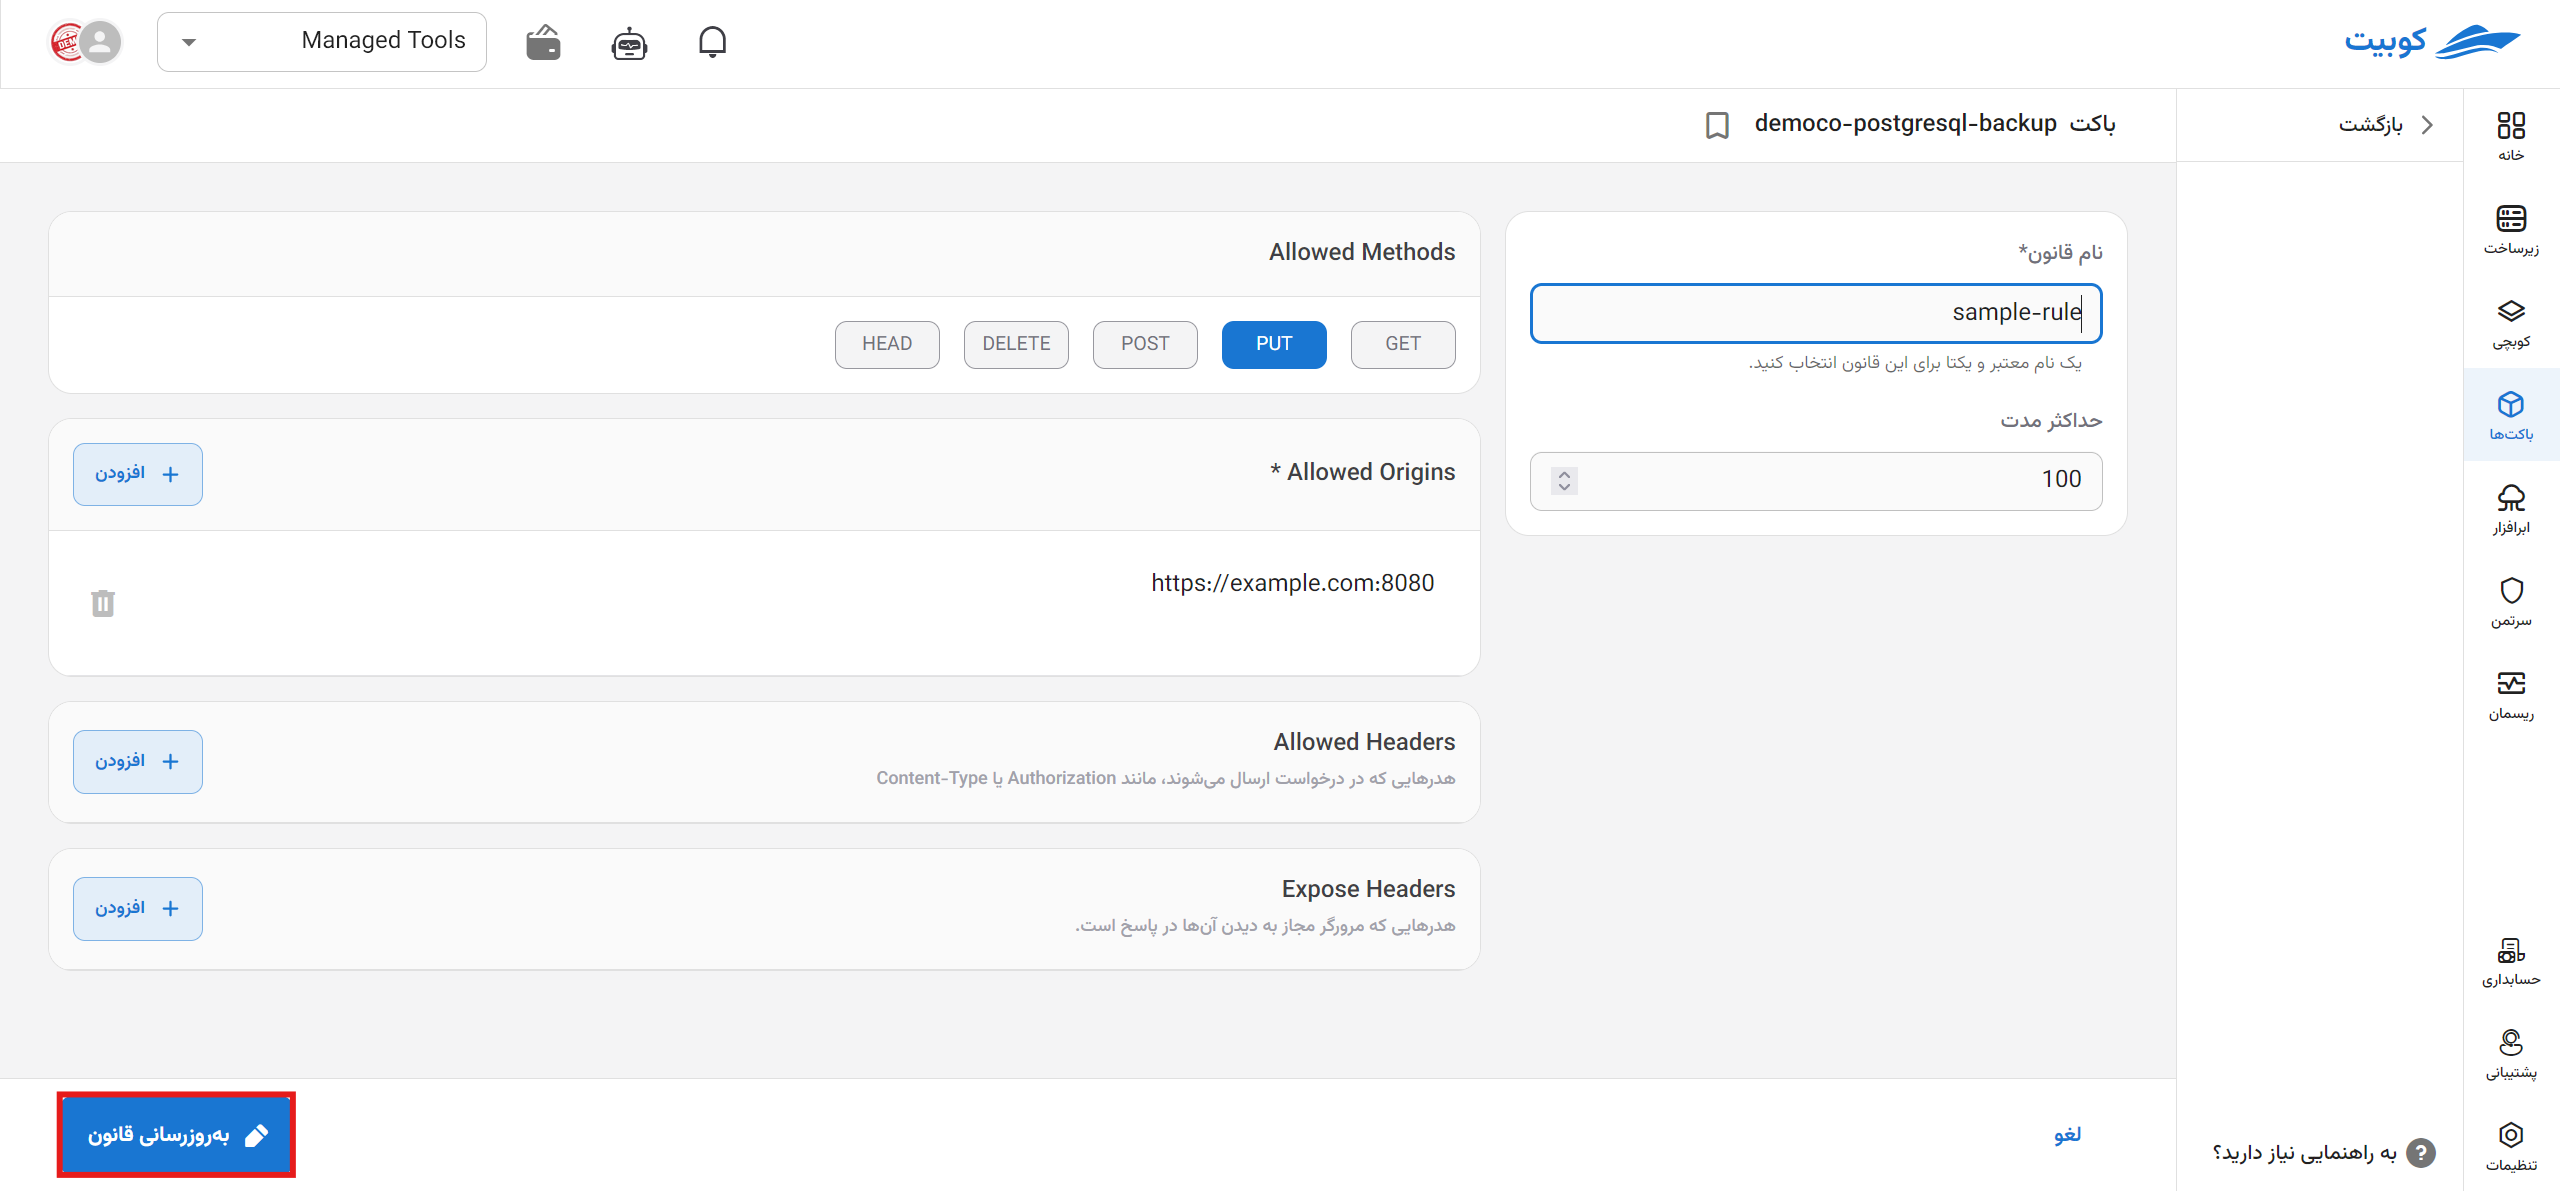 کوبیت
Managed Tools
DEM
خانه
زیرساخت
کوبچی
باکت‌ها
ابرافزار
سرتمن
ریسمان
حسابداری
پشتیبانی
تنظیمات
بازگشت
به راهنمایی نیاز دارید؟
باکت democo-postgresql-backup
نام قانون*
sample-rule
یک نام معتبر و یکتا برای این قانون انتخاب کنید.
حداکثر مدت
100
Allowed Methods
GET PUT POST DELETE HEAD
Allowed Origins *
افزودن
https://example.com:8080
Allowed Headers
هدرهایی که در درخواست ارسال می‌شوند، مانند Authorization یا Content-Type
افزودن
Expose Headers
هدرهایی که مرورگر مجاز به دیدن آن‌ها در پاسخ است.
افزودن
لغو
به‌روزرسانی قانون